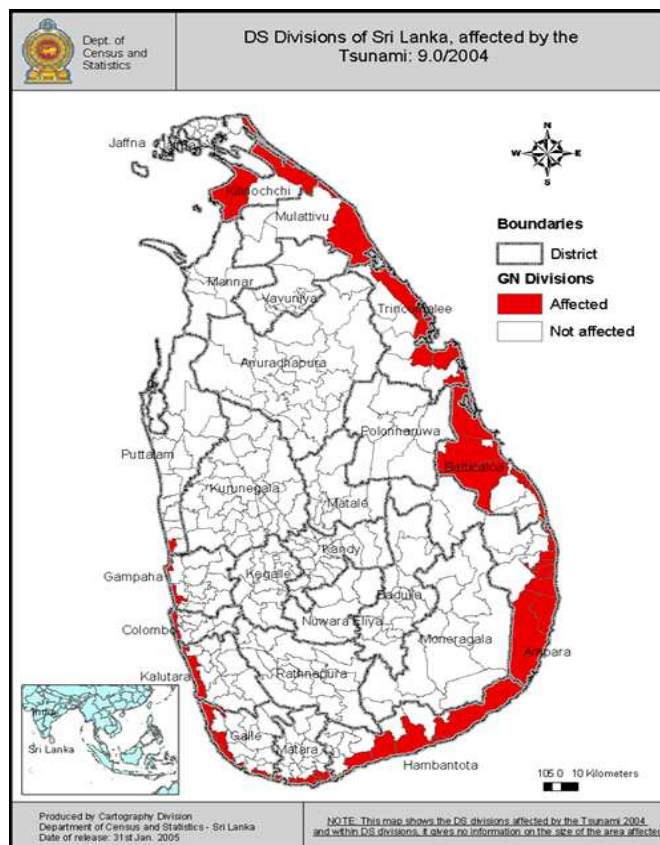 Dept. of
Census and
Statistics
DS Divisions of Sri Lanka, affected by the
Tsunami: 9.0/2004
N
W
E
S
Jaffna
Kilinochchi
Mulattivu
Boundaries
District
GN Divisions
Affected
Not affected
Mannar
Vavuniya
Trincomalee
Anuradhapura
Polonnaruwa
Puttalam
Batticaloa
Kurunegala
Matale
Kandy
Gampaha
Kegalle
Badulla
Nuwara Eliya
Colombo
Moneragala
Ampara
Kalutara
Rathnapura
India
Galle
Matara
Sri Lanka
Hambantota
105 0 10 Kilometers
Produced by Cartography Division
Department of Census and Statistics - Sri Lanka
Date of release: 31st Jan. 2005
NOTE: This map shows the DS divisions affected by the Tsunami 2004,
and within DS divisions, it gives no information on the size of the area affected